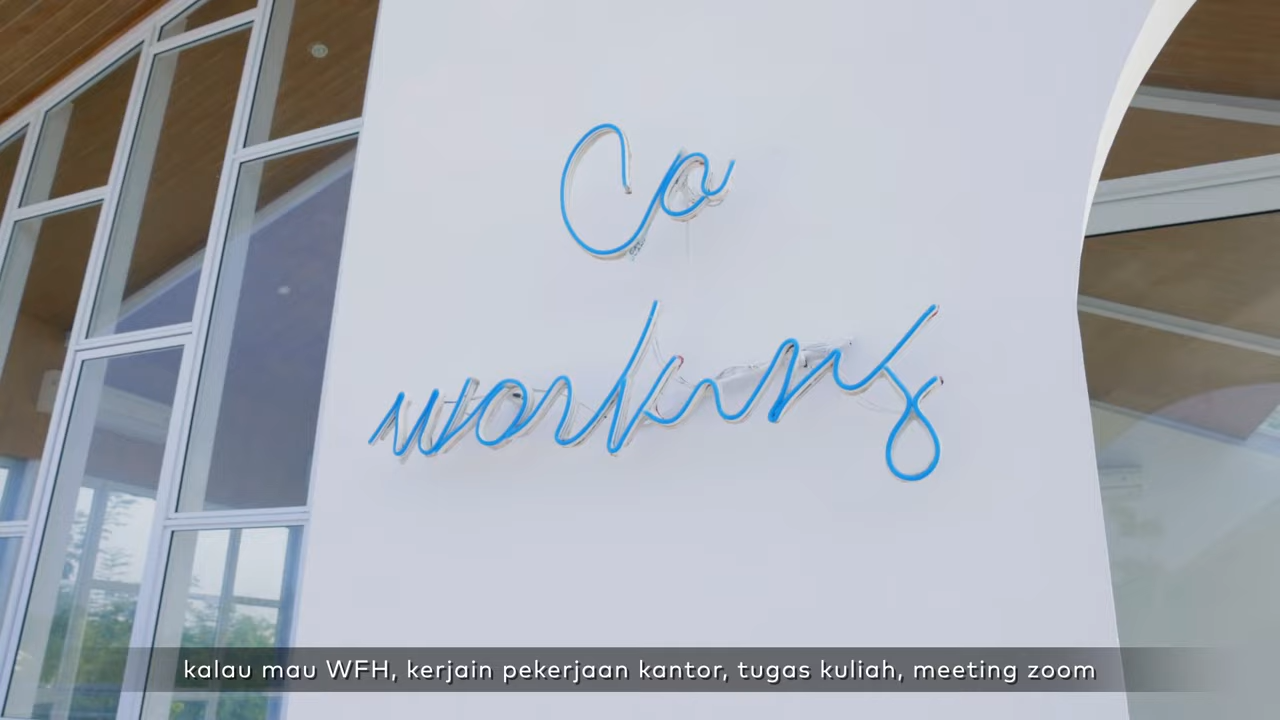 Co
working
kalau mau WFH, kerjain pekerjaan kantor, tugas kuliah, meeting zoom